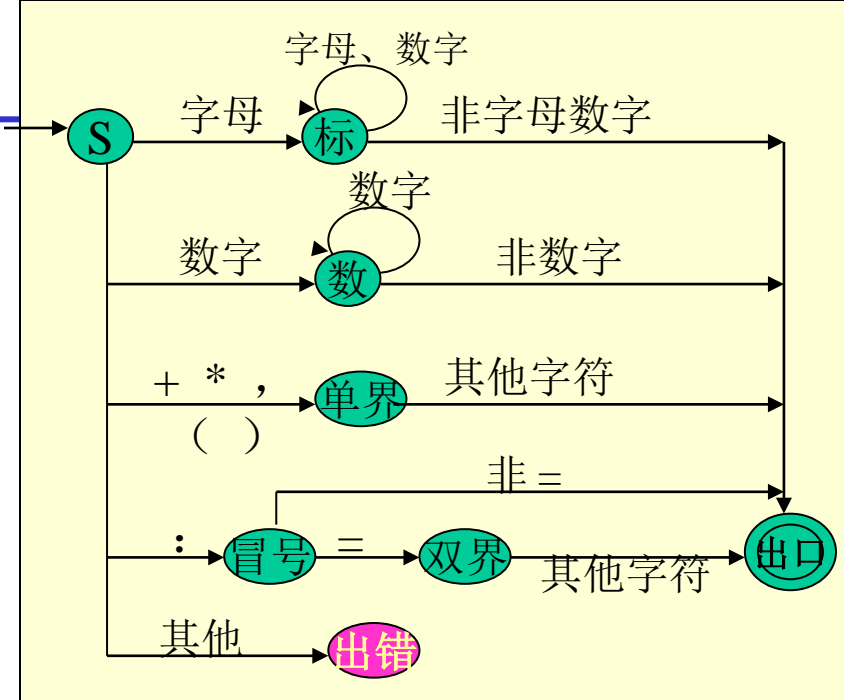 字母、数字
S
字母
标
非字母数字
数字
数字
数
非数字
+ * ，
（ ）
单界
其他字符
非=
：
冒号
=
双界
其他字符
出口
其他
出错